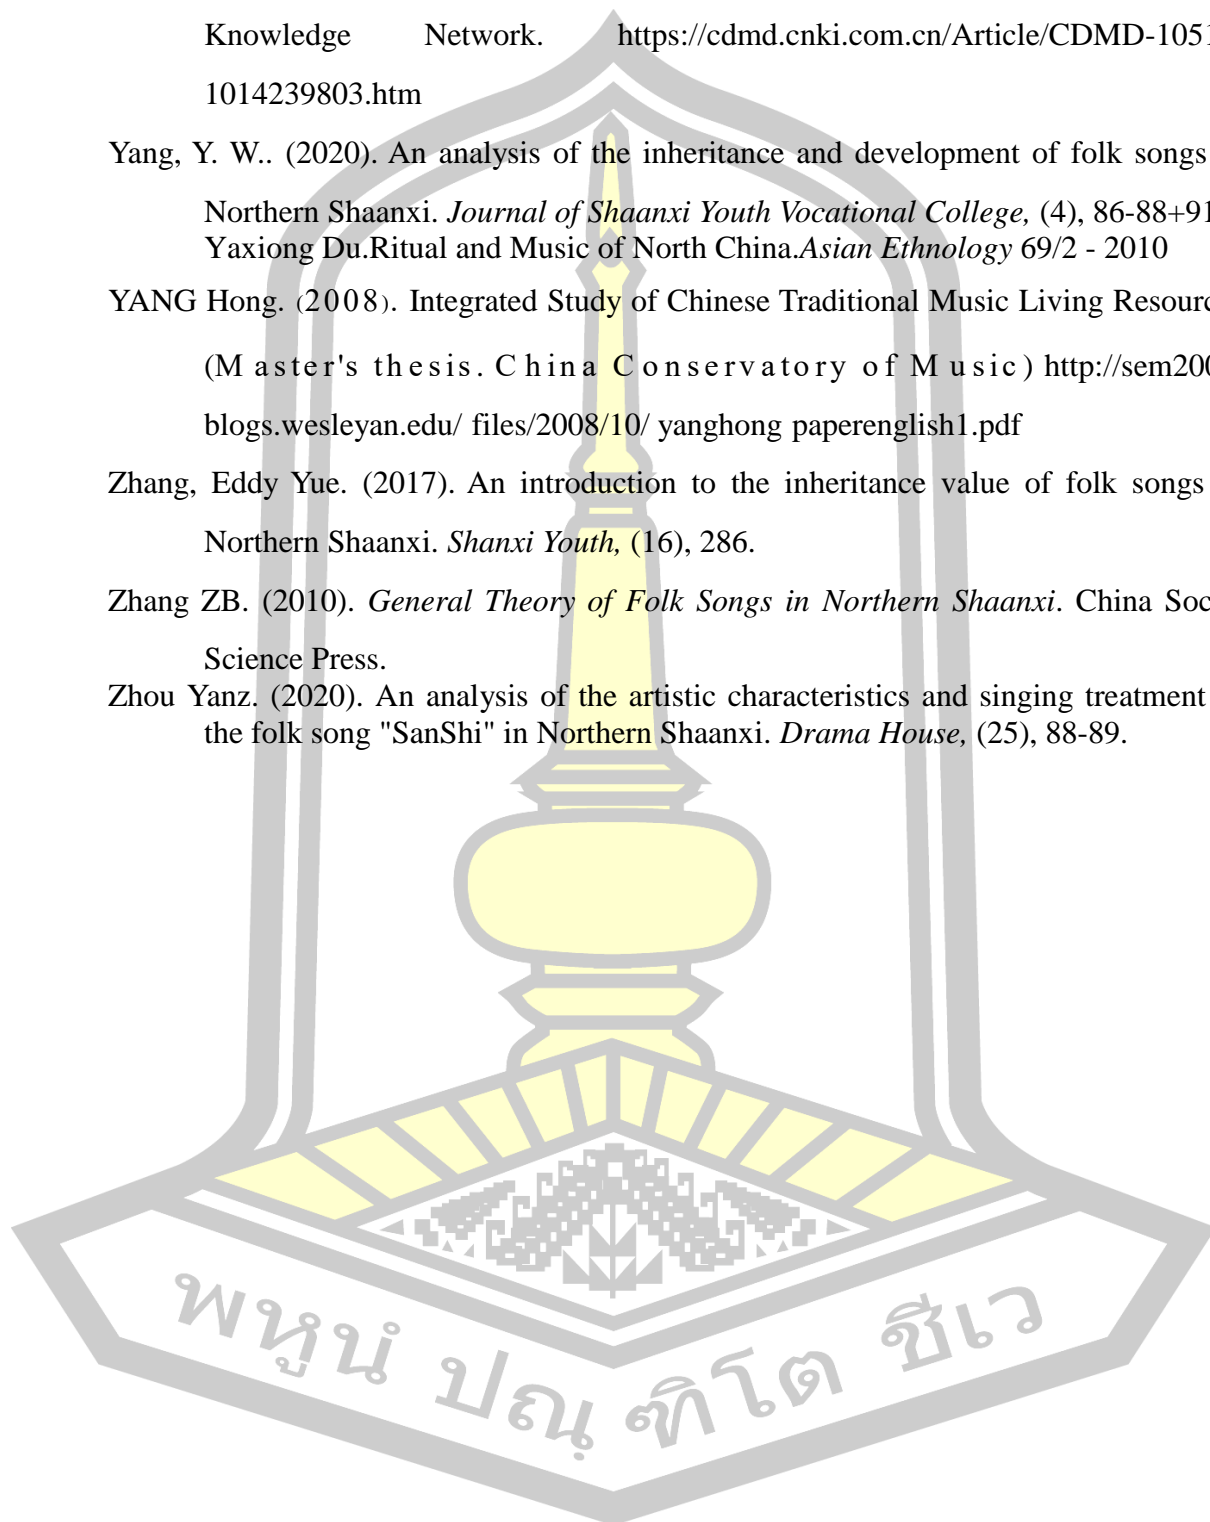 Knowledge Network. https://cdmd.cnki.com.cn/Article/CDMD-1051
1014239803.htm
Yang, Y. W.. (2020). An analysis of the inheritance and development of folk songs
Northern Shaanxi. Journal of Shaanxi Youth Vocational College, (4), 86-88+91
Yaxiong Du.Ritual and Music of North China.Asian Ethnology 69/2 - 2010
YANG Hong. (2008). Integrated Study of Chinese Traditional Music Living Resourc
(Master's thesis. China Conservatory of Music) http://sem200
blogs.wesleyan.edu/ files/2008/10/ yanghong paperenglish1.pdf
Zhang, Eddy Yue. (2017). An introduction to the inheritance value of folk songs
Northern Shaanxi. Shanxi Youth, (16), 286.
Zhang ZB. (2010). General Theory of Folk Songs in Northern Shaanxi. China Soc
Science Press.
Zhou Yanz. (2020). An analysis of the artistic characteristics and singing treatment
the folk song "SanShi" in Northern Shaanxi. Drama House, (25), 88-89.
พหูนํ ปณฺฑิโต ชีเว